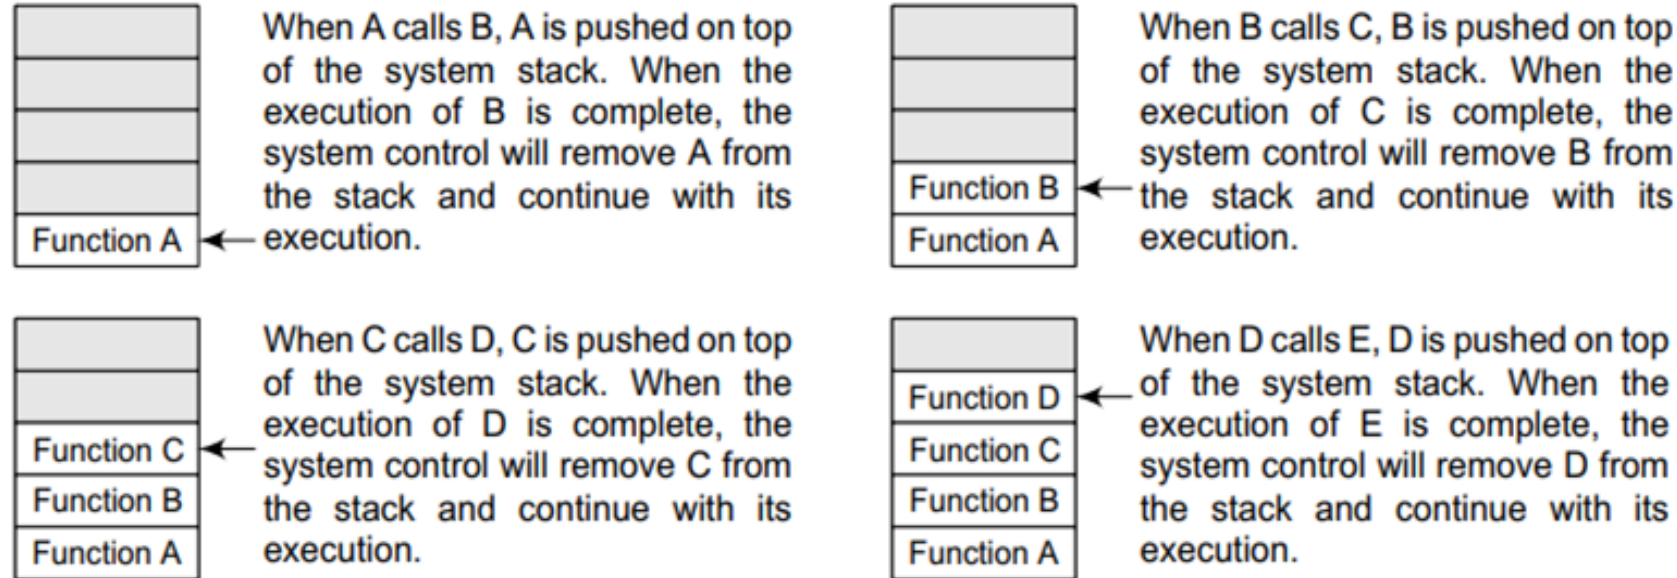 When A calls B, A is pushed on top
of the system stack. When the
execution of B is complete, the
system control will remove A from
the stack and continue with its
execution.
Function A
When B calls C, B is pushed on top
of the system stack. When the
execution of C is complete, the
system control will remove B from
the stack and continue with its
execution.
Function B
Function A
When C calls D, C is pushed on top
of the system stack. When the
execution of D is complete, the
system control will remove C from
the stack and continue with its
execution.
Function C
Function B
Function A
When D calls E, D is pushed on top
of the system stack. When the
execution of E is complete, the
system control will remove D from
the stack and continue with its
execution.
Function D
Function C
Function B
Function A